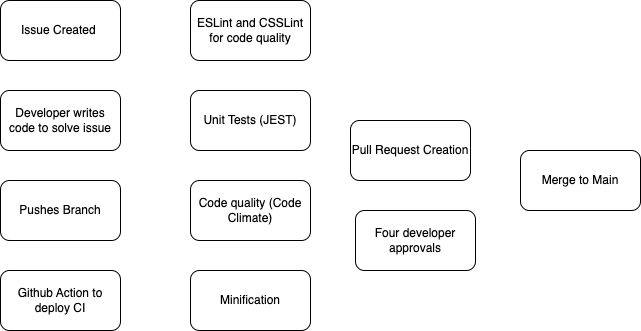 Issue Created
Developer writes
code to solve issue
Pushes Branch
Github Action to
deploy CI
ESLint and CSSLint
for code quality
Unit Tests (JEST)
Code quality (Code
Climate)
Minification
Pull Request Creation
Four developer
approvals
Merge to Main